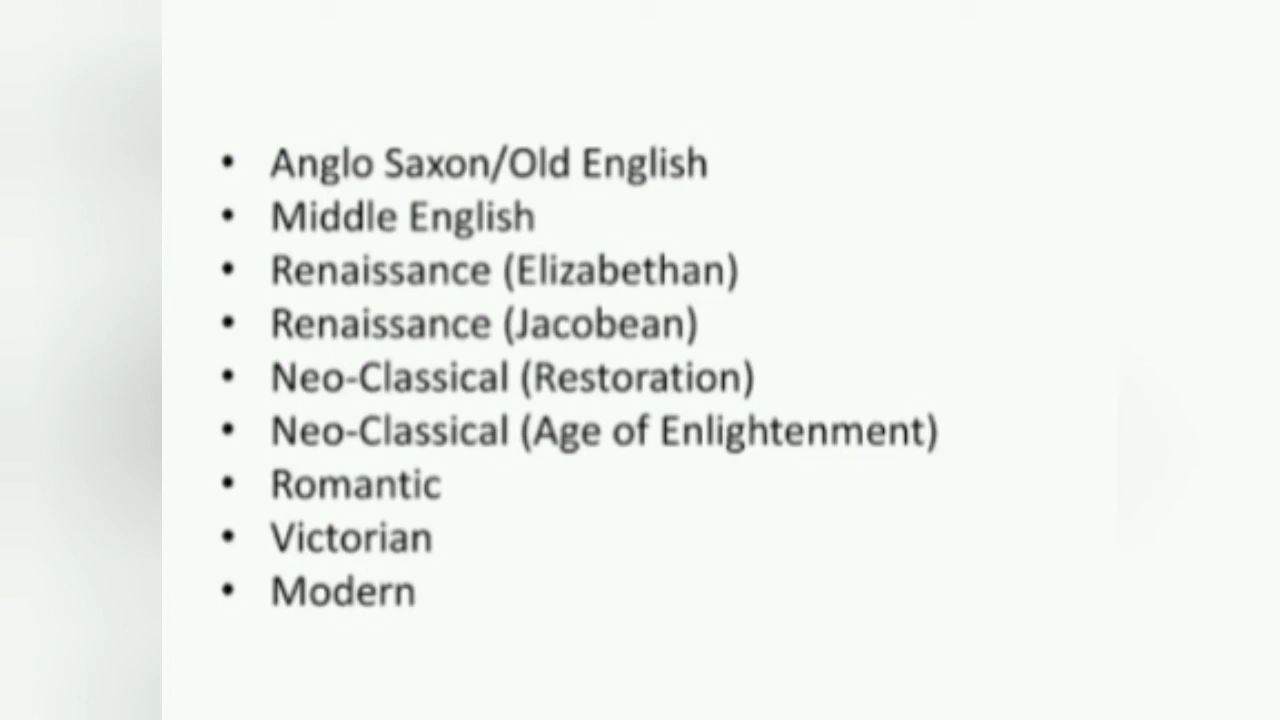 • Anglo Saxon/Old English
• Middle English
• Renaissance (Elizabethan)
• Renaissance (Jacobean)
• Neo-Classical (Restoration)
• Neo-Classical (Age of Enlightenment)
• Romantic
• Victorian
• Modern